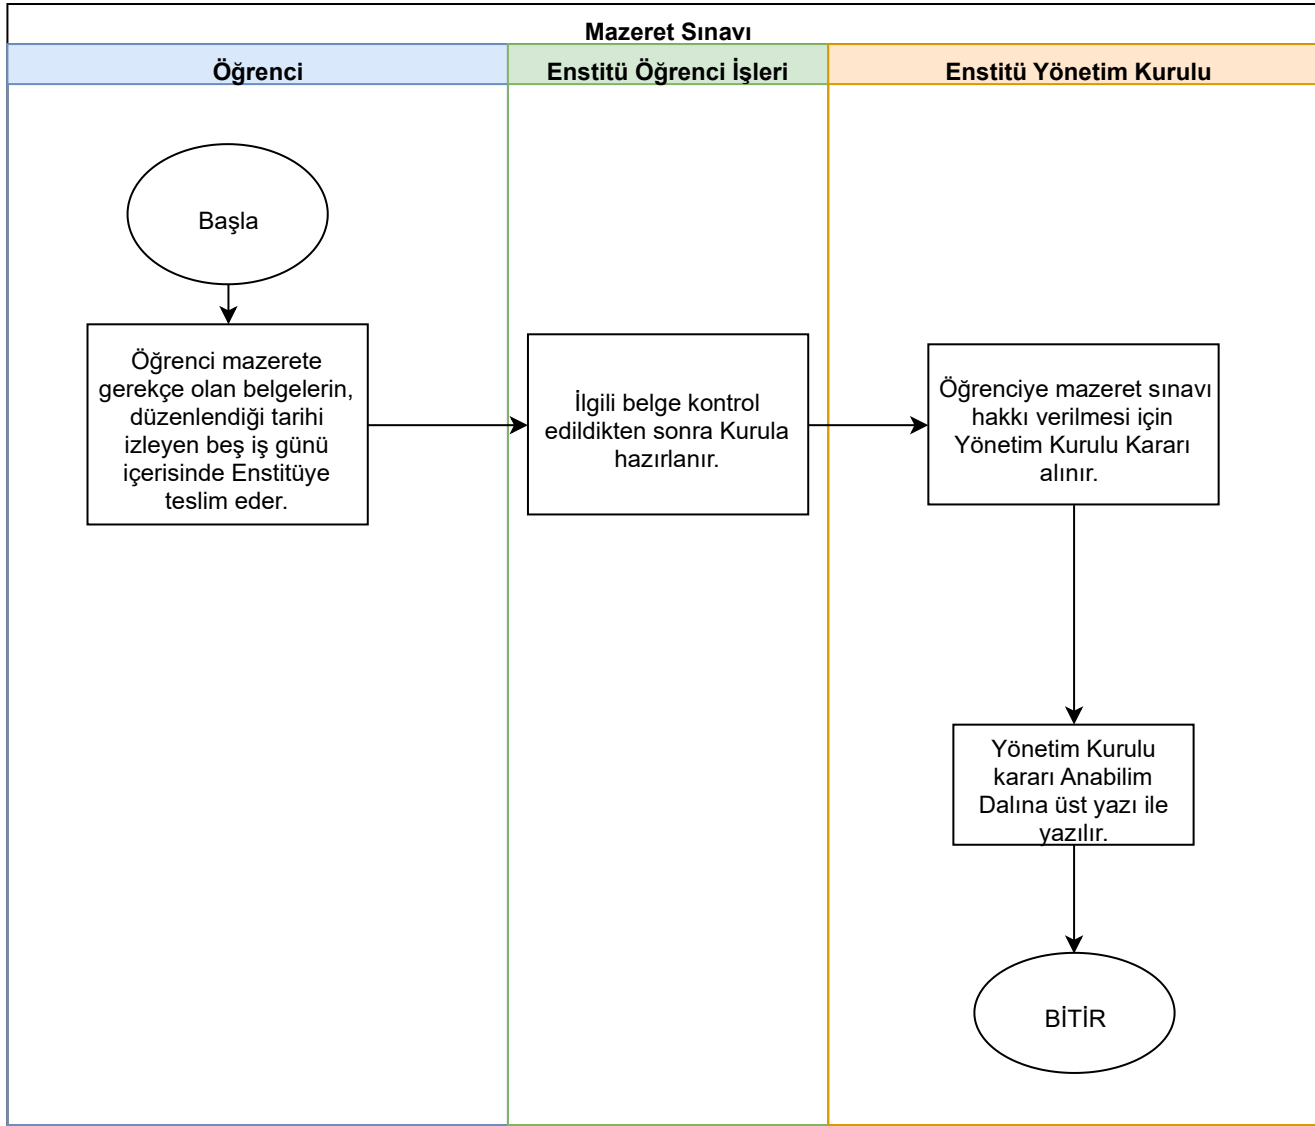 Mazeret Sınavı
Öğrenci
Enstitü Öğrenci İşleri
Enstitü Yönetim Kurulu
Başla
Öğrenci mazerete
gerekçe olan belgelerin,
düzenlendiği tarihi
izleyen beş iş günü
içerisinde Enstitüye
teslim eder.
İlgili belge kontrol
edildikten sonra Kurula
hazırlanır.
Öğrenciye mazeret sınavı
hakkı verilmesi için
Yönetim Kurulu Kararı
alınır.
Yönetim Kurulu
kararı Anabilim
Dalına üst yazı ile
yazılır.
BİTİR